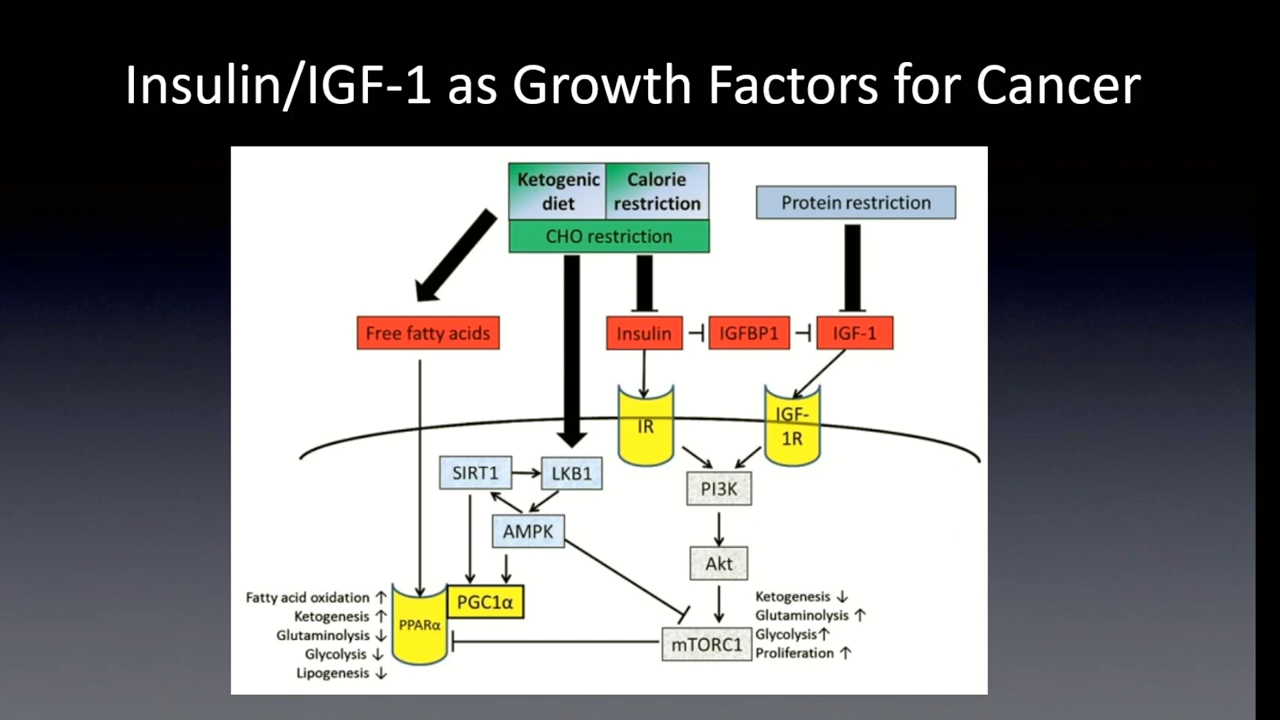 Insulin/IGF-1 as Growth Factors for Cancer
Ketogenic
diet
Calorie
restriction
CHO restriction
Protein restriction
Free fatty acids
Insulin
IGFBP1
IGF-1
IR
IGF-
1R
SIRT1
LKB1
PI3K
AMPK
Akt
PGC1α
PPARα
mTORC1
Fatty acid oxidation ↑
Ketogenesis ↑
Glutaminolysis ↓
Glycolysis ↓
Lipogenesis ↓
Ketogenesis ↓
Glutaminolysis ↑
Glycolysis↑
Proliferation ↑